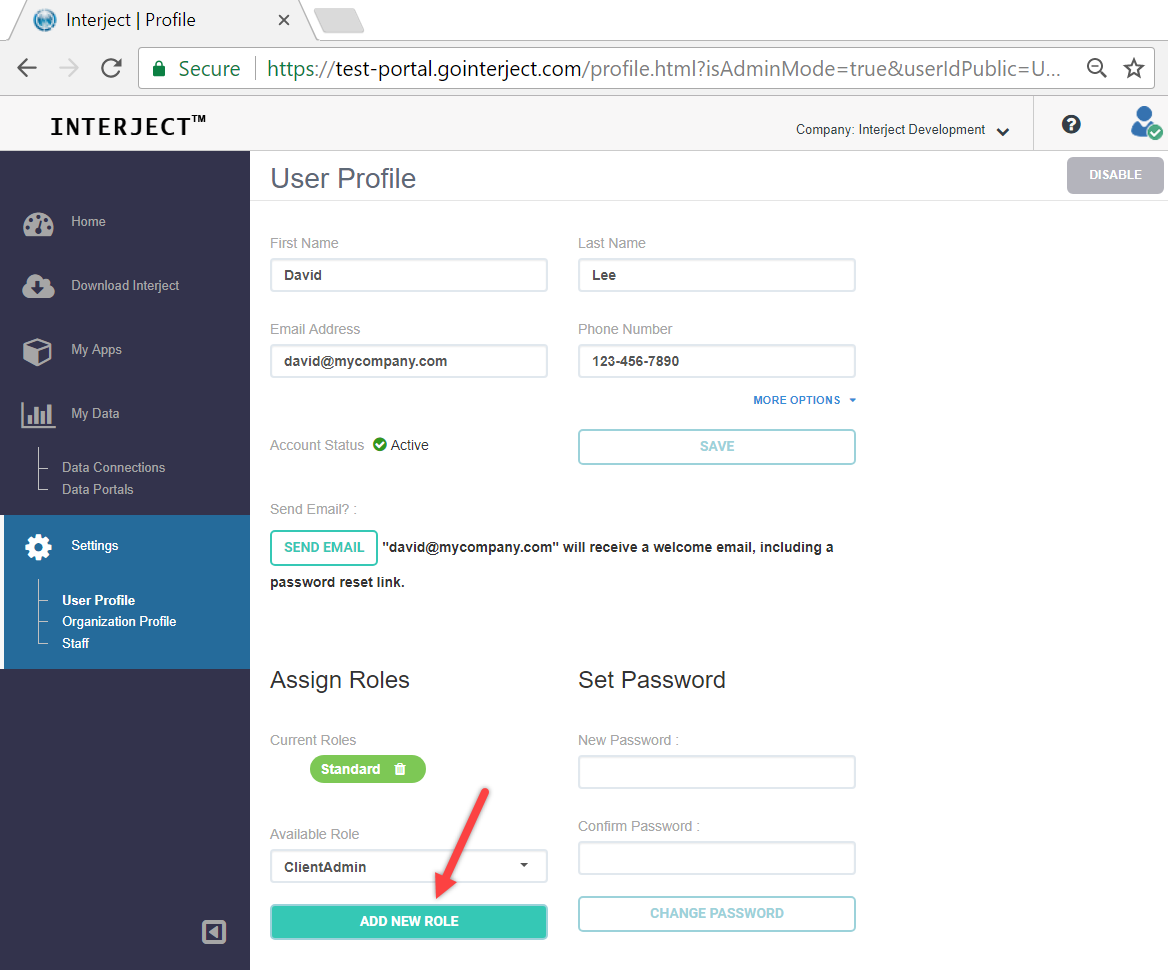 Interject | Profile
Secure
https://test-portal.gointerject.com/profile.html?isAdminMode=true&userIdPublic=U...
INTERJECT™
Company: Interject Development
Home
Download Interject
My Apps
My Data
Data Connections
Data Portals
Settings
User Profile
Organization Profile
Staff
User Profile
DISABLE
First Name
Last Name
David
Lee
Email Address
Phone Number
david@mycompany.com
123-456-7890
MORE OPTIONS
Account Status Active
SAVE
Send Email? :
SEND EMAIL "david@mycompany.com" will receive a welcome email, including a
password reset link.
Assign Roles
Set Password
Current Roles
New Password :
Standard
Available Role
Confirm Password :
ClientAdmin
ADD NEW ROLE
CHANGE PASSWORD